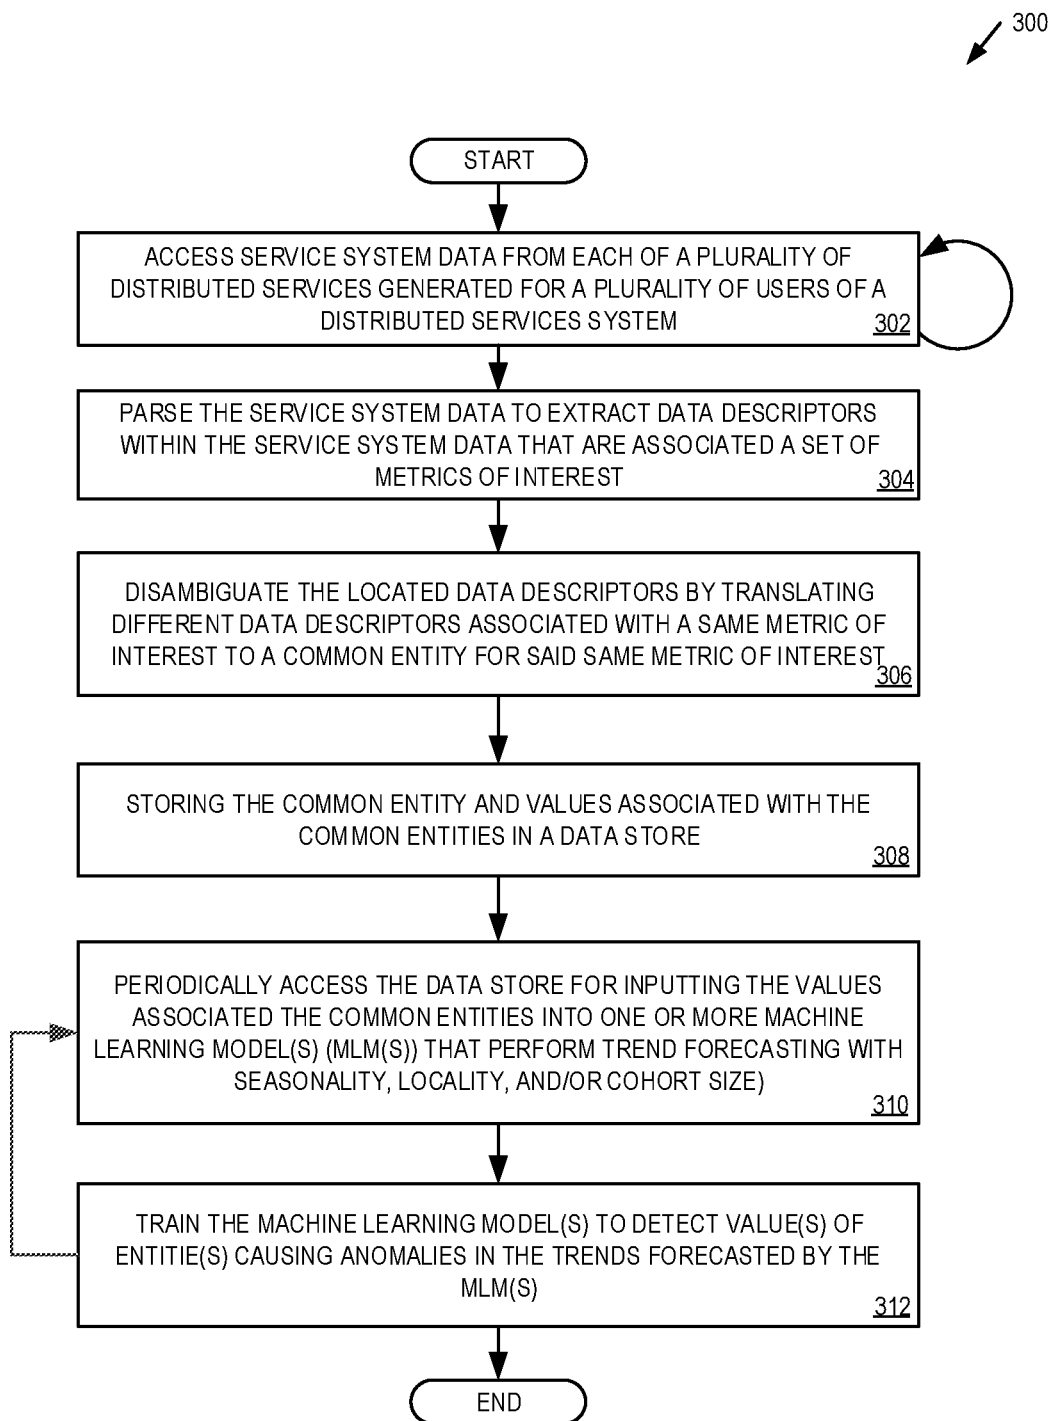 300
START
ACCESS SERVICE SYSTEM DATA FROM EACH OF A PLURALITY OF
DISTRIBUTED SERVICES GENERATED FOR A PLURALITY OF USERS OF A
DISTRIBUTED SERVICES SYSTEM
302
PARSE THE SERVICE SYSTEM DATA TO EXTRACT DATA DESCRIPTORS
WITHIN THE SERVICE SYSTEM DATA THAT ARE ASSOCIATED A SET OF
METRICS OF INTEREST
304
DISAMBIGUATE THE LOCATED DATA DESCRIPTORS BY TRANSLATING
DIFFERENT DATA DESCRIPTORS ASSOCIATED WITH A SAME METRIC OF
INTEREST TO A COMMON ENTITY FOR SAID SAME METRIC OF INTEREST
306
STORING THE COMMON ENTITY AND VALUES ASSOCIATED WITH THE
COMMON ENTITIES IN A DATA STORE
308
PERIODICALLY ACCESS THE DATA STORE FOR INPUTTING THE VALUES
ASSOCIATED THE COMMON ENTITIES INTO ONE OR MORE MACHINE
LEARNING MODEL(S) (MLM(S)) THAT PERFORM TREND FORECASTING WITH
SEASONALITY, LOCALITY, AND/OR COHORT SIZE)
310
TRAIN THE MACHINE LEARNING MODEL(S) TO DETECT VALUE(S) OF
ENTITIE(S) CAUSING ANOMALIES IN THE TRENDS FORECASTED BY THE
MLM(S)
312
END